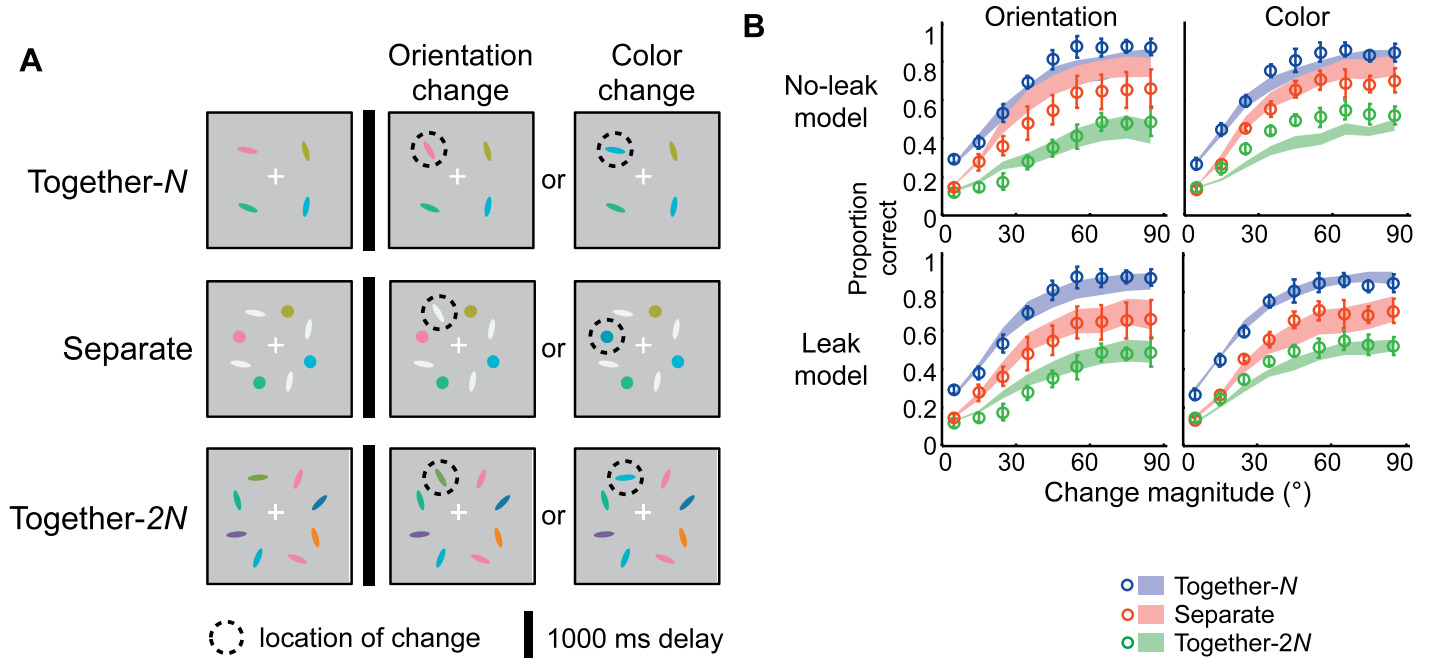 A
Orientation
change
Color
change
Together-N
or
Separate
or
Together-2N
or
location of change
1000 ms delay
B
Orientation
Color
No-leak
model
Leak
model
Proportion
correct
1
0.8
0.6
0.4
0.2
0
0
30
60
90
0
30
60
90
1
0.8
0.6
0.4
0.2
0
0
30
60
90
0
30
60
90
Change magnitude (°)
Together-N
Separate
Together-2N